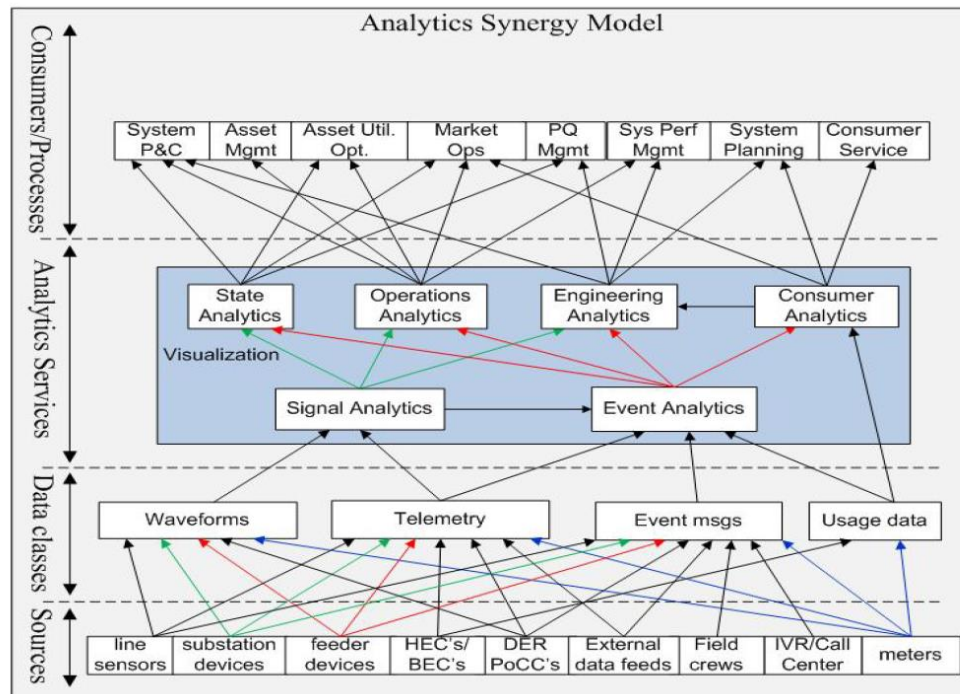 Analytics Synergy Model
Consumers/Processes
System Asset Asset Util. Market PQ Sys Perf System Consumer
P&C Mgmt Opt. Ops Mgmt Mgmt Planning Service
Analytics Services
State Operations Engineering Consumer
Analytics Analytics Analytics Analytics
Visualization
Signal Analytics Event Analytics
Data classes
Waveforms Telemetry Event msgs Usage data
Sources
line substation feeder HEC's/ DER External Field IVR/Call meters
sensors devices devices BEC's PoCC's data feeds crews Center